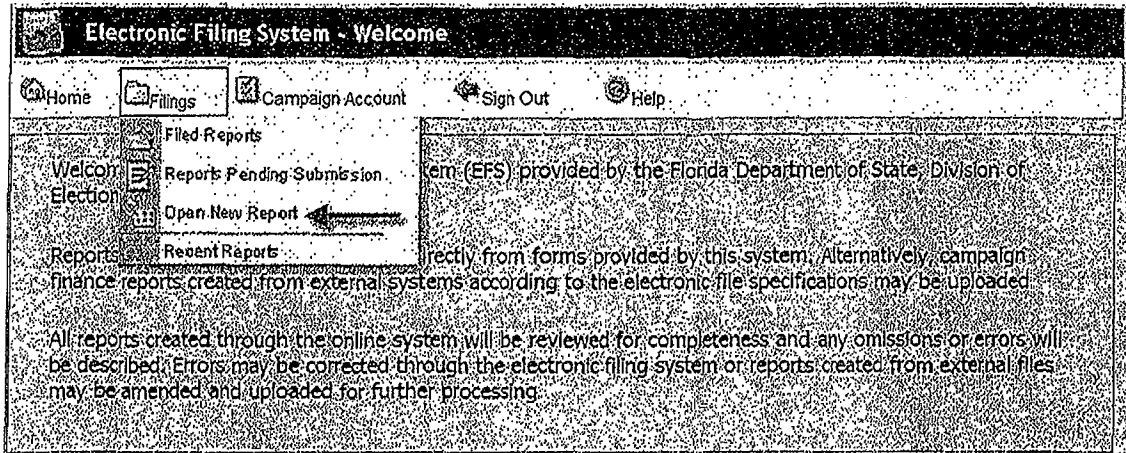 Electronic Filing System - Welcome
Home Filings Campaign Account Sign Out Help
Filed Reports
Reports Pending Submission
Open New Report
Recent Reports
Welcom tem (EFS) provided by the Florida Department of State, Division of
Election
Reports irectly from forms provided by this system. Alternatively, campaign
finance reports created from external systems according to the electronic file specifications may be uploaded
All reports created through the online system will be reviewed for completeness and any omissions or errors will
be described. Errors may be corrected through the electronic filing system or reports created from external files
may be amended and uploaded for further processing.